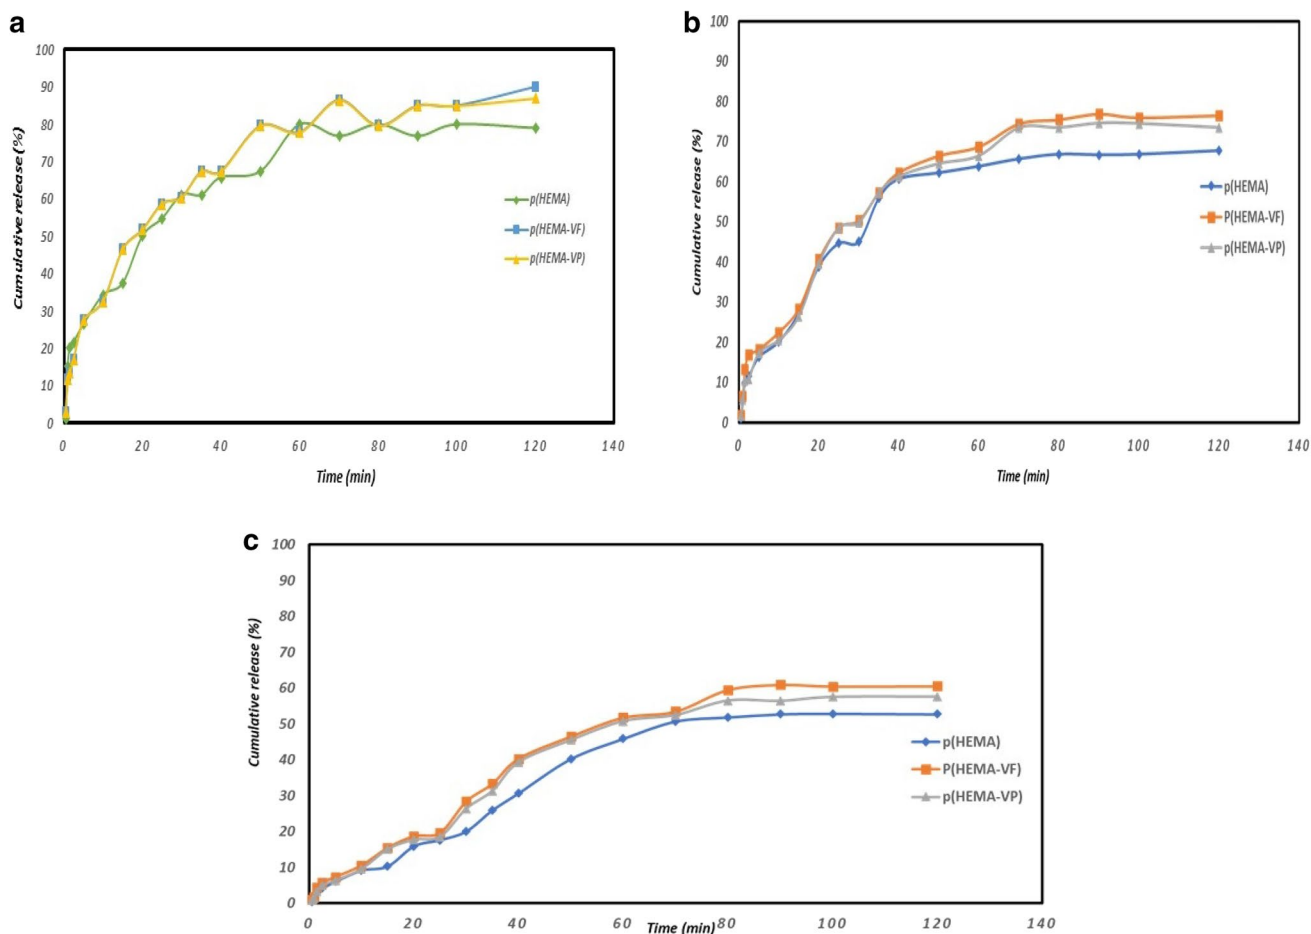 a
100
90
80
70
60
50
40
30
20
10
0
Cumulative release(%)
0 20 40 60 80 100 120 140
Time (min)
p(HEMA)
p(HEMA-VF)
p(HEMA-VP)
b
100
90
80
70
60
50
40
30
20
10
0
Cumulative release (%)
0 20 40 60 80 100 120 140
Time (min)
p(HEMA)
P(HEMA-VF)
p(HEMA-VP)
c
100
90
80
70
60
50
40
30
20
10
0
Cumulative release (%)
0 20 40 60 80 100 120 140
Time (min)
p(HEMA)
P(HEMA-VF)
p(HEMA-VP)